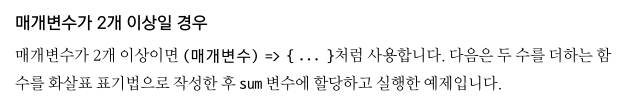 매개변수가 2개 이상일 경우
매개변수가 2개 이상이면 (매개변수) => { ... }처럼 사용합니다. 다음은 두 수를 더하는 함
수를 화살표 표기법으로 작성한 후 sum 변수에 할당하고 실행한 예제입니다.